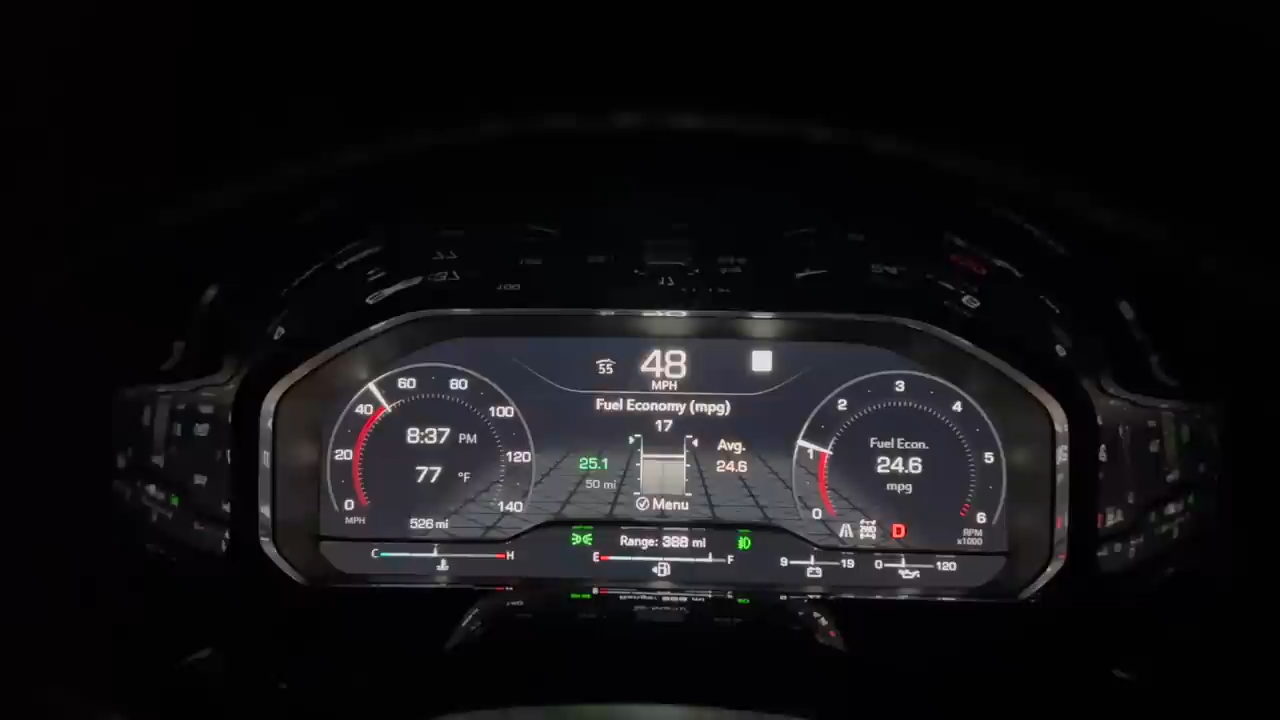 55
48
MPH
Fuel Economy (mpg)
17
25.1
50 mi
Avg.
24.6
Menu
0
20
40
60
80
100
120
140
MPH
8:37 PM
77 °F
526 mi
0
1
2
3
4
5
6
RPM
x1000
Fuel Econ.
24.6
mpg
2WD
D
C H
Range: 388 mi
E F
9 19
0 120